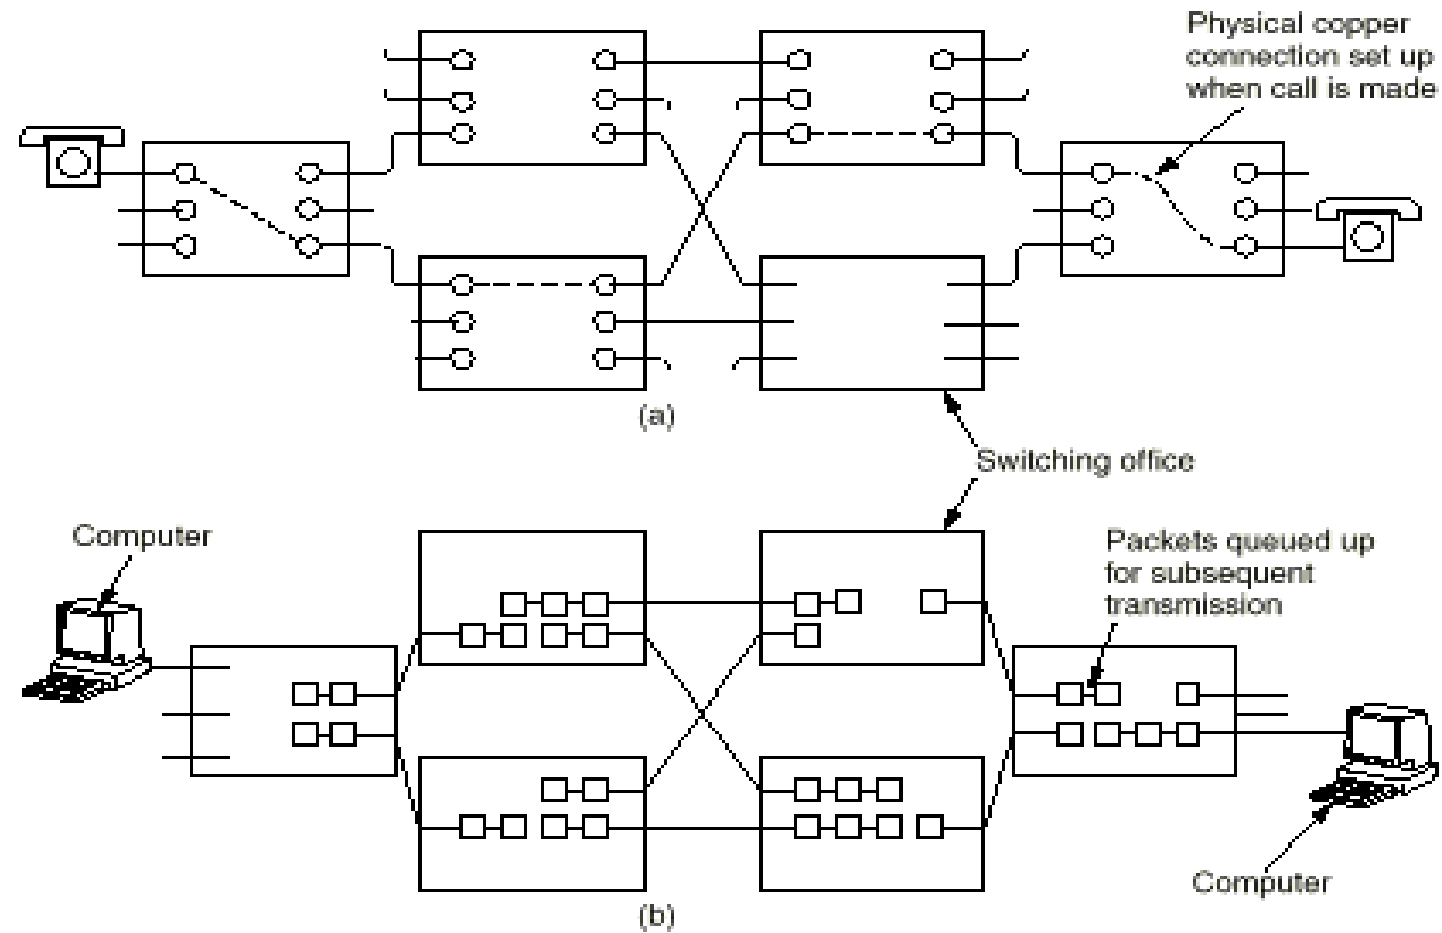 Physical copper
connection set up
when call is made
(a)
Switching office
Computer
Packets queued up
for subsequent
transmission
Computer
(b)